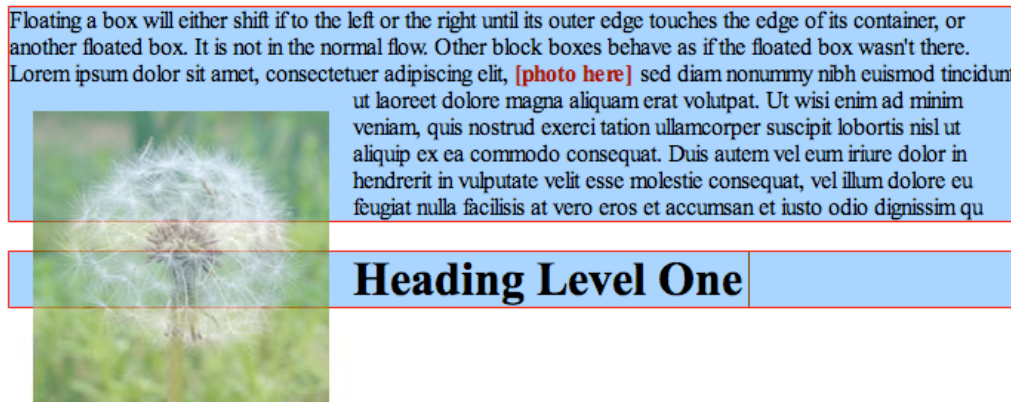 Floating a box will either shift if to the left or the right until its outer edge touches the edge of its container, or
another floated box. It is not in the normal flow. Other block boxes behave as if the floated box wasn't there.
Lorem ipsum dolor sit amet, consectetuer adipiscing elit, [photo here] sed diam nonummy nibh euismod tincidunt
ut laoreet dolore magna aliquam erat volutpat. Ut wisi enim ad minim
veniam, quis nostrud exerci tation ullamcorper suscipit lobortis nisl ut
aliquip ex ea commodo consequat. Duis autem vel eum iriure dolor in
hendrerit in vulputate velit esse molestie consequat, vel illum dolore eu
feugiat nulla facilisis at vero eros et accumsan et iusto odio dignissim qu
Heading Level One